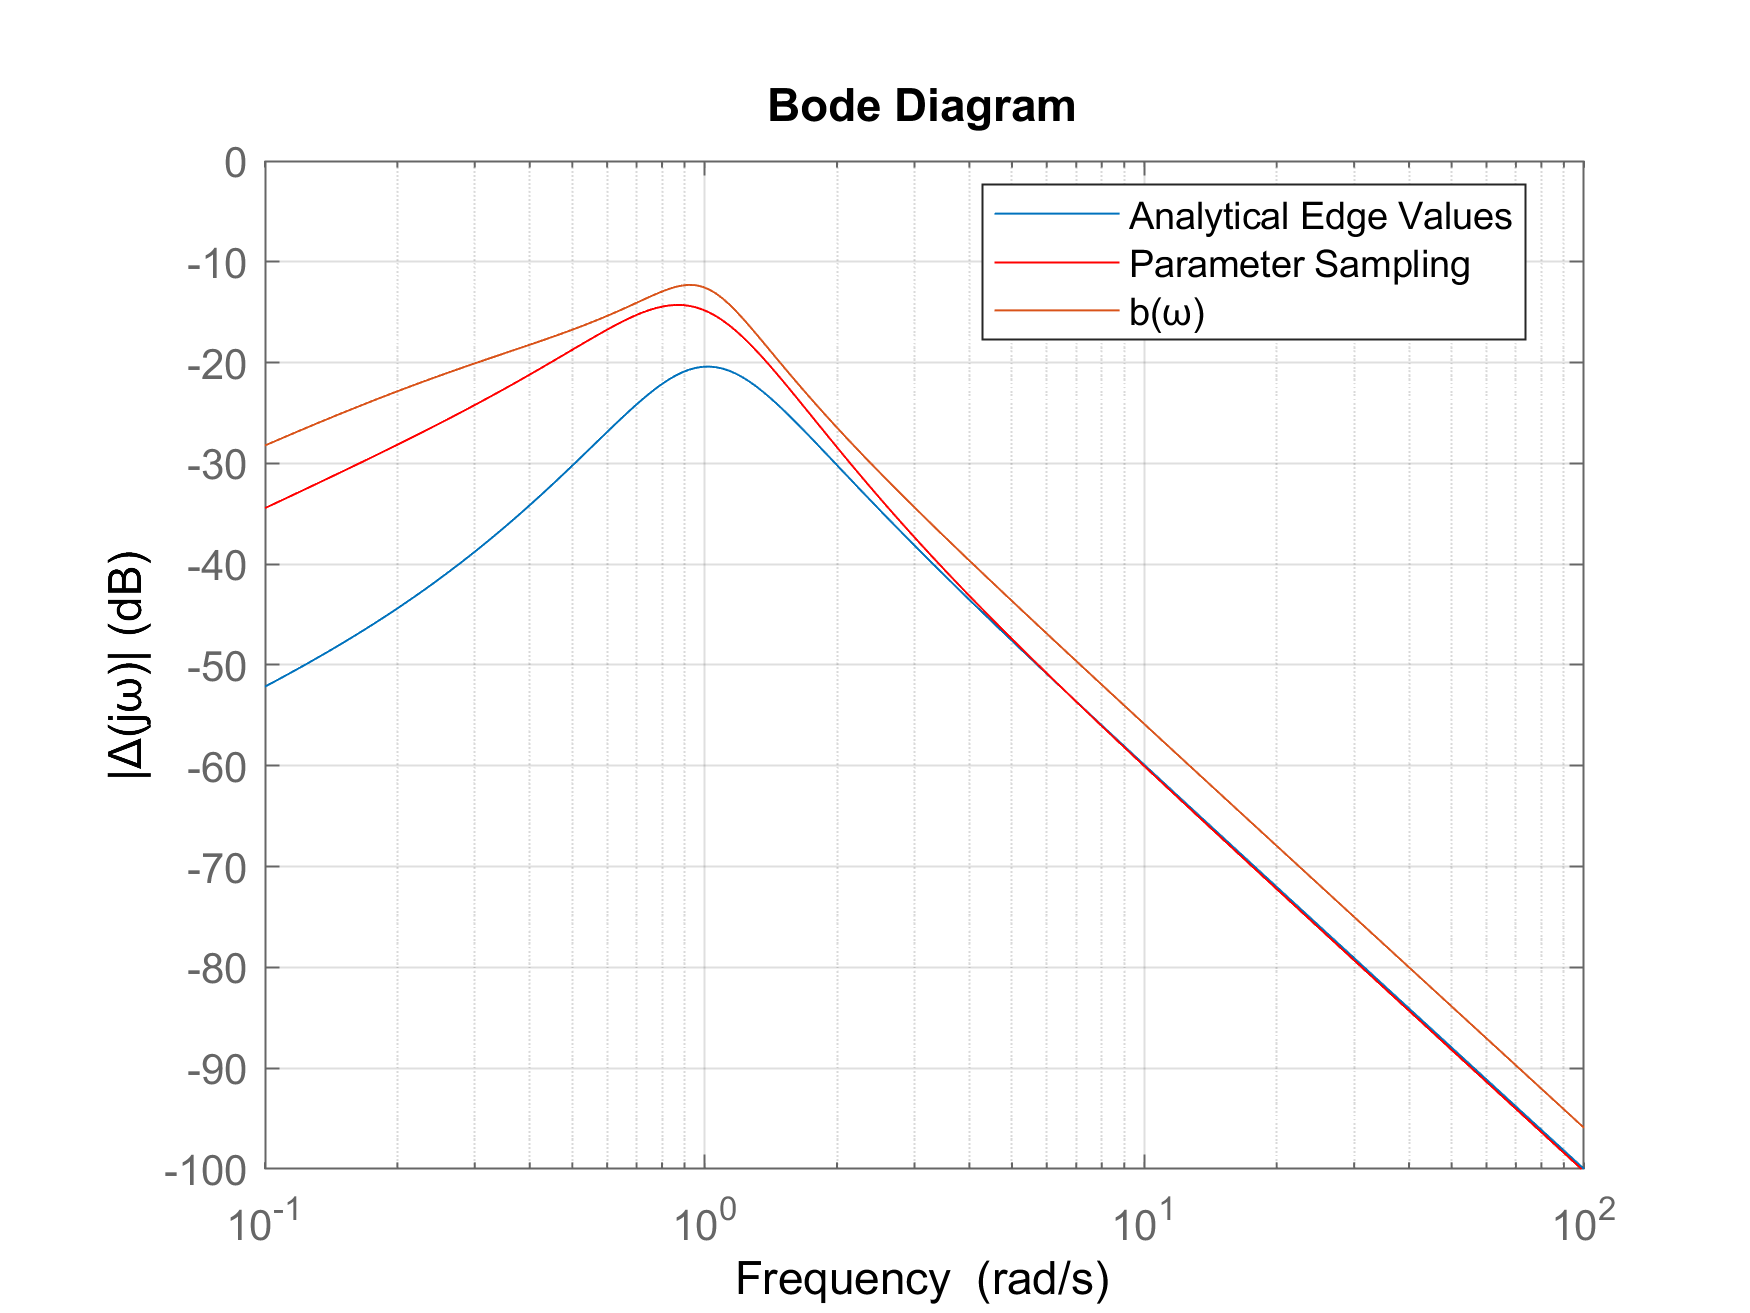 Bode Diagram
Analytical Edge Values
Parameter Sampling
b(ω)
|Δ(jω)| (dB)
0
-10
-20
-30
-40
-50
-60
-70
-80
-90
-100
10^-1
10^0
10^1
10^2
Frequency (rad/s)